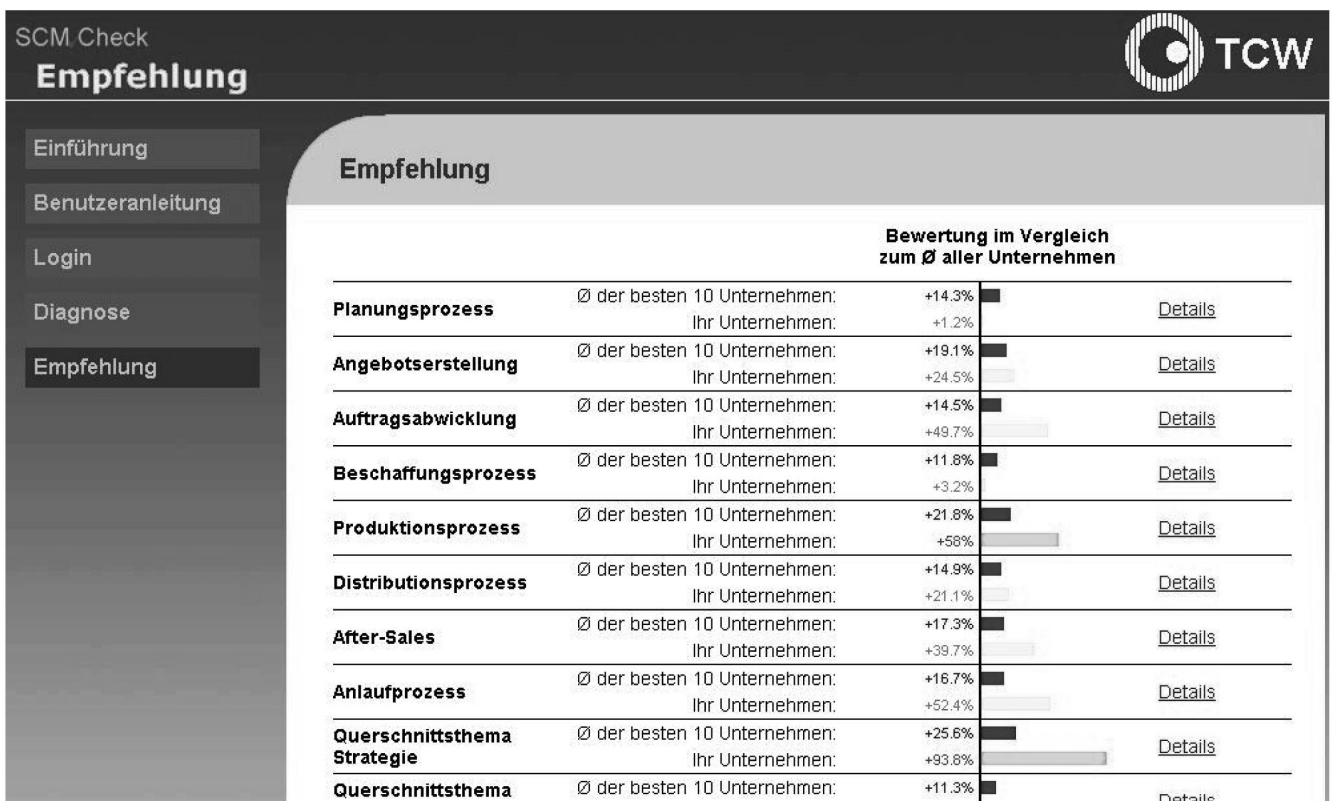 SCM Check
Empfehlung
TCW
Einführung
Benutzeranleitung
Login
Diagnose
Empfehlung
Empfehlung
Bewertung im Vergleich
zum Ø aller Unternehmen
Planungsprozess
Ø der besten 10 Unternehmen: +14.3%
Ihr Unternehmen: +1.2%
Details
Angebotserstellung
Ø der besten 10 Unternehmen: +19.1%
Ihr Unternehmen: +24.5%
Details
Auftragsabwicklung
Ø der besten 10 Unternehmen: +14.5%
Ihr Unternehmen: +49.7%
Details
Beschaffungsprozess
Ø der besten 10 Unternehmen: +11.8%
Ihr Unternehmen: +3.2%
Details
Produktionsprozess
Ø der besten 10 Unternehmen: +21.8%
Ihr Unternehmen: +58%
Details
Distributionsprozess
Ø der besten 10 Unternehmen: +14.9%
Ihr Unternehmen: +21.1%
Details
After-Sales
Ø der besten 10 Unternehmen: +17.3%
Ihr Unternehmen: +39.7%
Details
Anlaufprozess
Ø der besten 10 Unternehmen: +16.7%
Ihr Unternehmen: +52.4%
Details
Querschnittsthema
Strategie
Ø der besten 10 Unternehmen: +25.6%
Ihr Unternehmen: +93.8%
Details
Querschnittsthema
Ø der besten 10 Unternehmen: +11.3%
Details